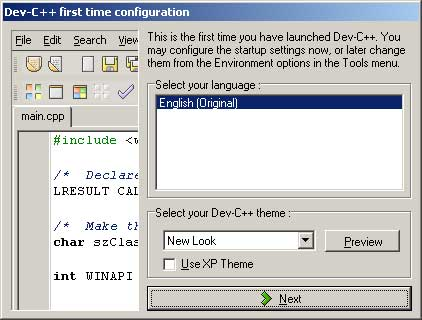 Dev-C++ first time configuration
File Edit Search View
main.cpp
#include <w
/* Declare
LRESULT CAL
/* Make th
char szClas
int WINAPI
This is the first time you have launched Dev-C++. You
may configure the startup settings now, or later change
them from the Environment options in the Tools menu.
Select your language :
English (Original)
Select your Dev-C++ theme :
New Look
Preview
Use XP Theme
Next